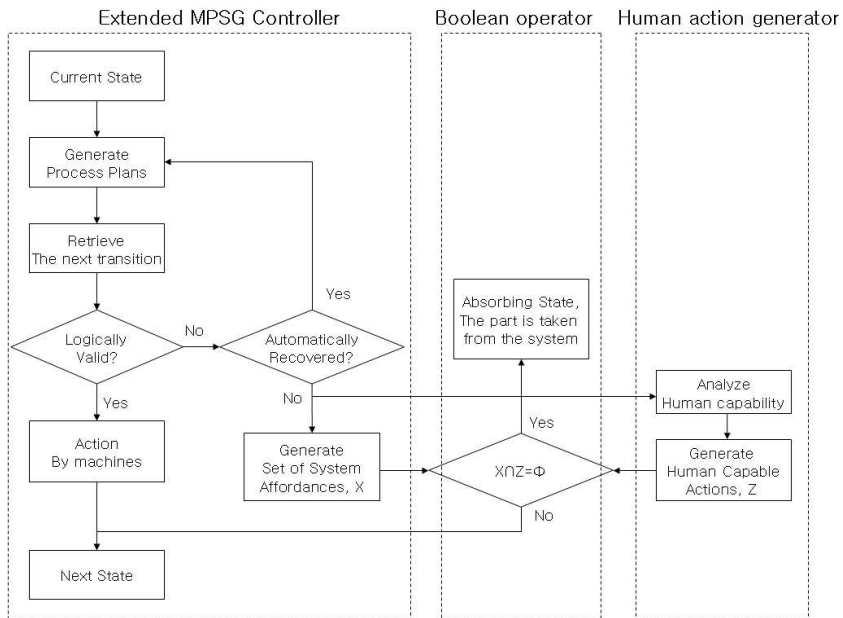 Extended MPSG Controller
Boolean operator
Human action generator
Current State
Generate
Process Plans
Retrieve
The next transition
Yes
Absorbing State,
The part is taken
from the system
Logically
Valid?
No
Automatically
Recovered?
Yes
No
Analyze
Human capability
Action
By machines
Generate
Set of System
Affordances, X
Yes
X∩Z=Φ
Generate
Human Capable
Actions, Z
No
Next State